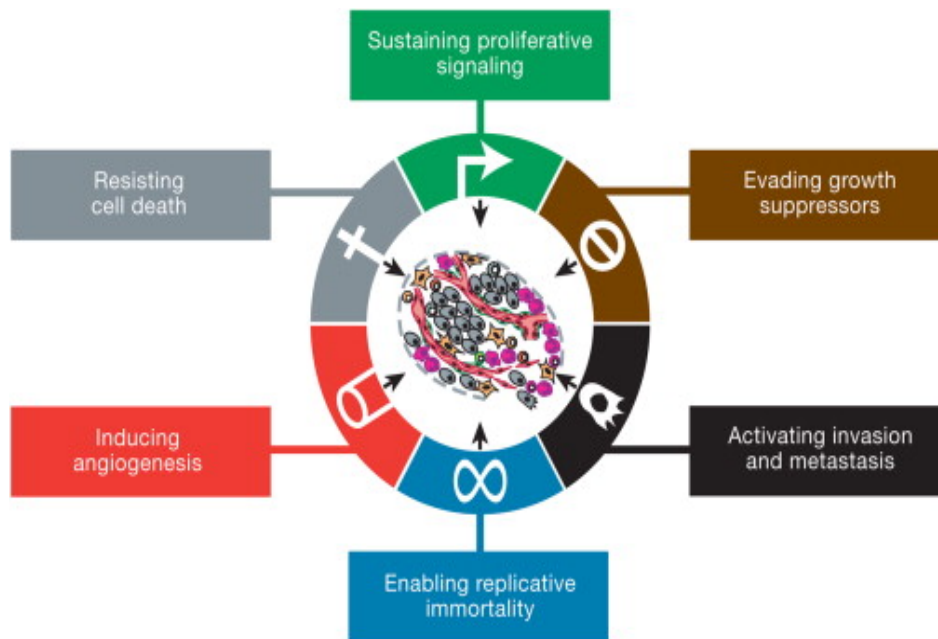 Sustaining proliferative
signaling
Resisting
cell death
Evading growth
suppressors
Inducing
angiogenesis
Activating invasion
and metastasis
Enabling replicative
immortality